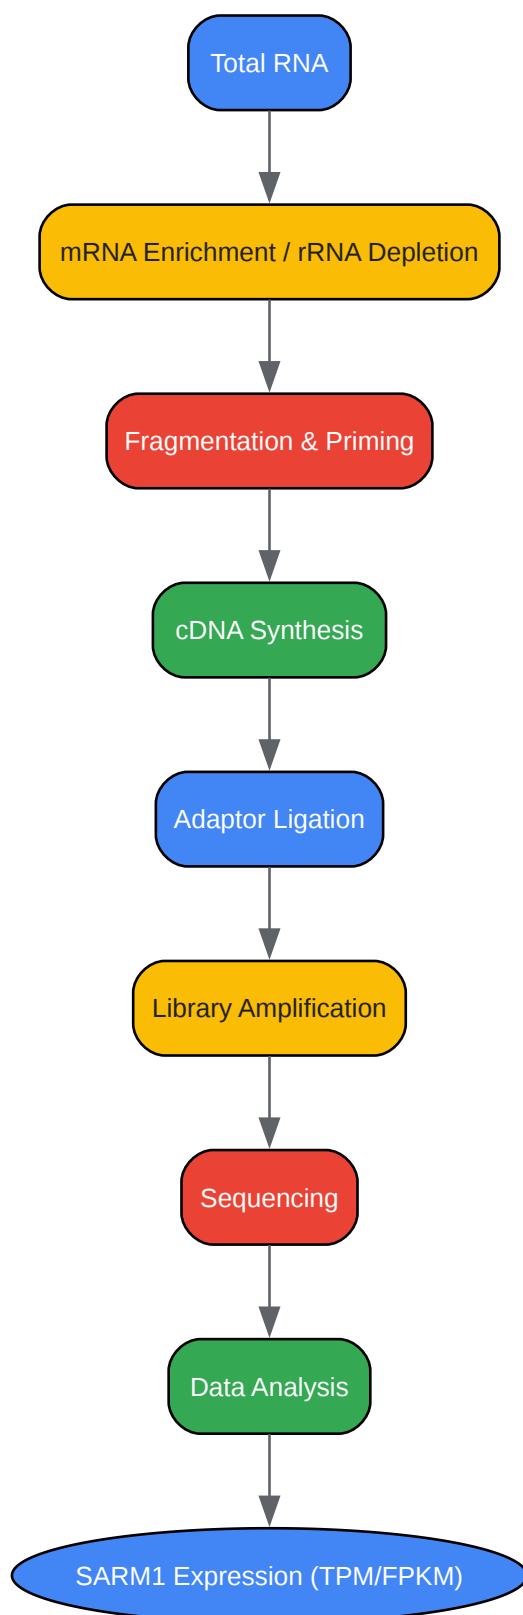 Total RNA
mRNA Enrichment / rRNA Depletion
Fragmentation & Priming
cDNA Synthesis
Adaptor Ligation
Library Amplification
Sequencing
Data Analysis
SARM1 Expression (TPM/FPKM)